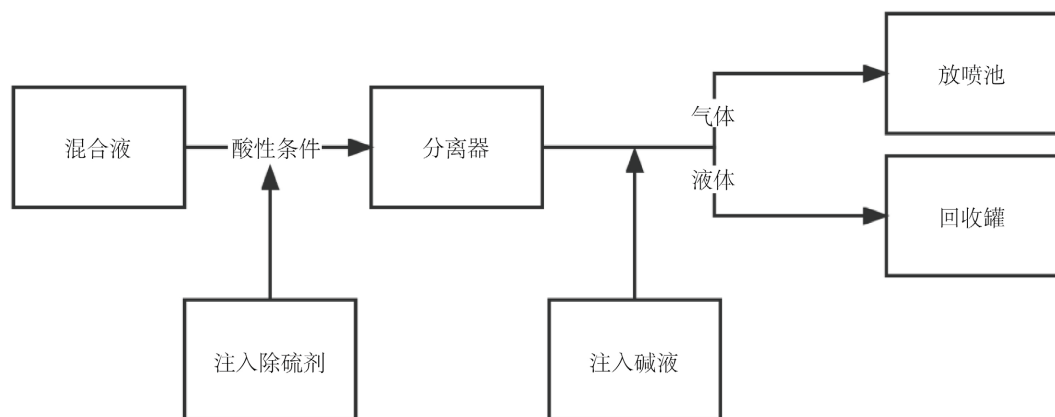 混合液
酸性条件
分离器
气体
液体
放喷池
回收罐
注入除硫剂
注入碱液